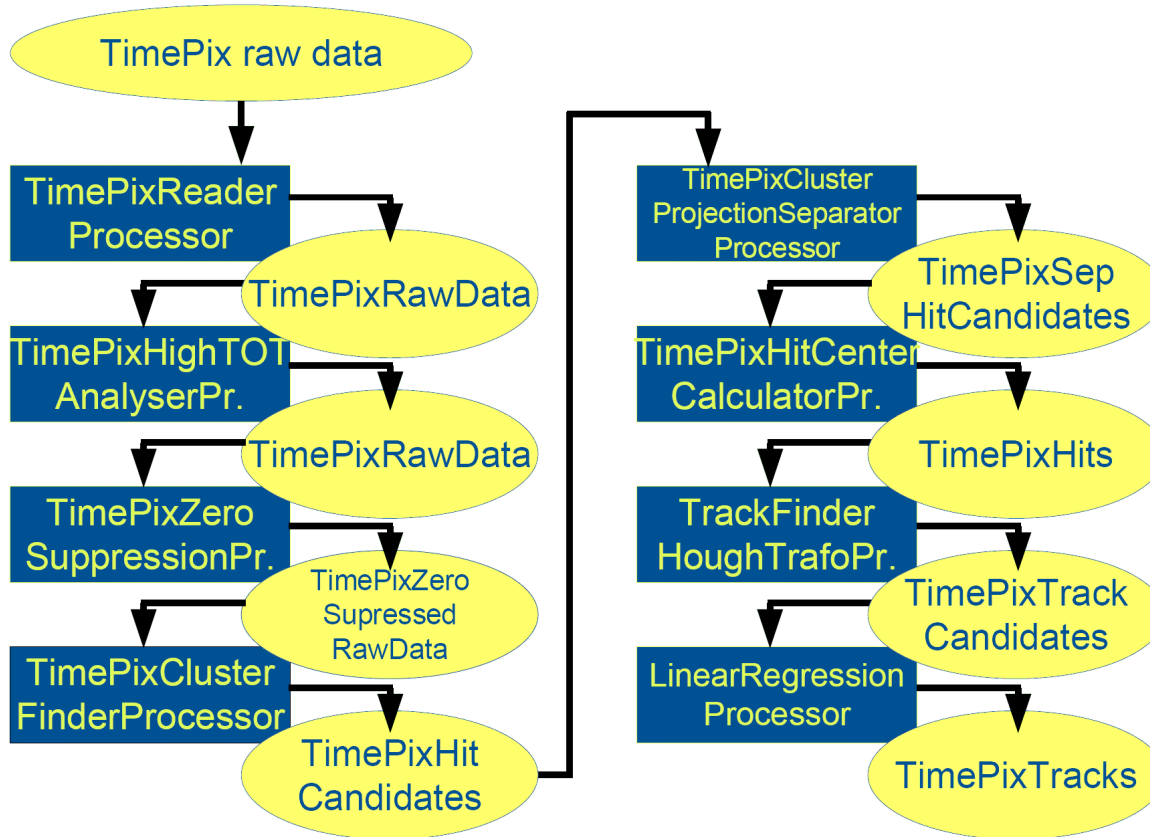 TimePix raw data
TimePixReader
Processor
TimePixRawData
TimePixHighTOT
AnalyserPr.
TimePixRawData
TimePixZero
SuppressionPr.
TimePixZero
Supressed
RawData
TimePixCluster
FinderProcessor
TimePixHit
Candidates
TimePixCluster
ProjectionSeparator
Processor
TimePixSep
HitCandidates
TimePixHitCenter
CalculatorPr.
TimePixHits
TrackFinder
HoughTrafoPr.
TimePixTrack
Candidates
LinearRegression
Processor
TimePixTracks